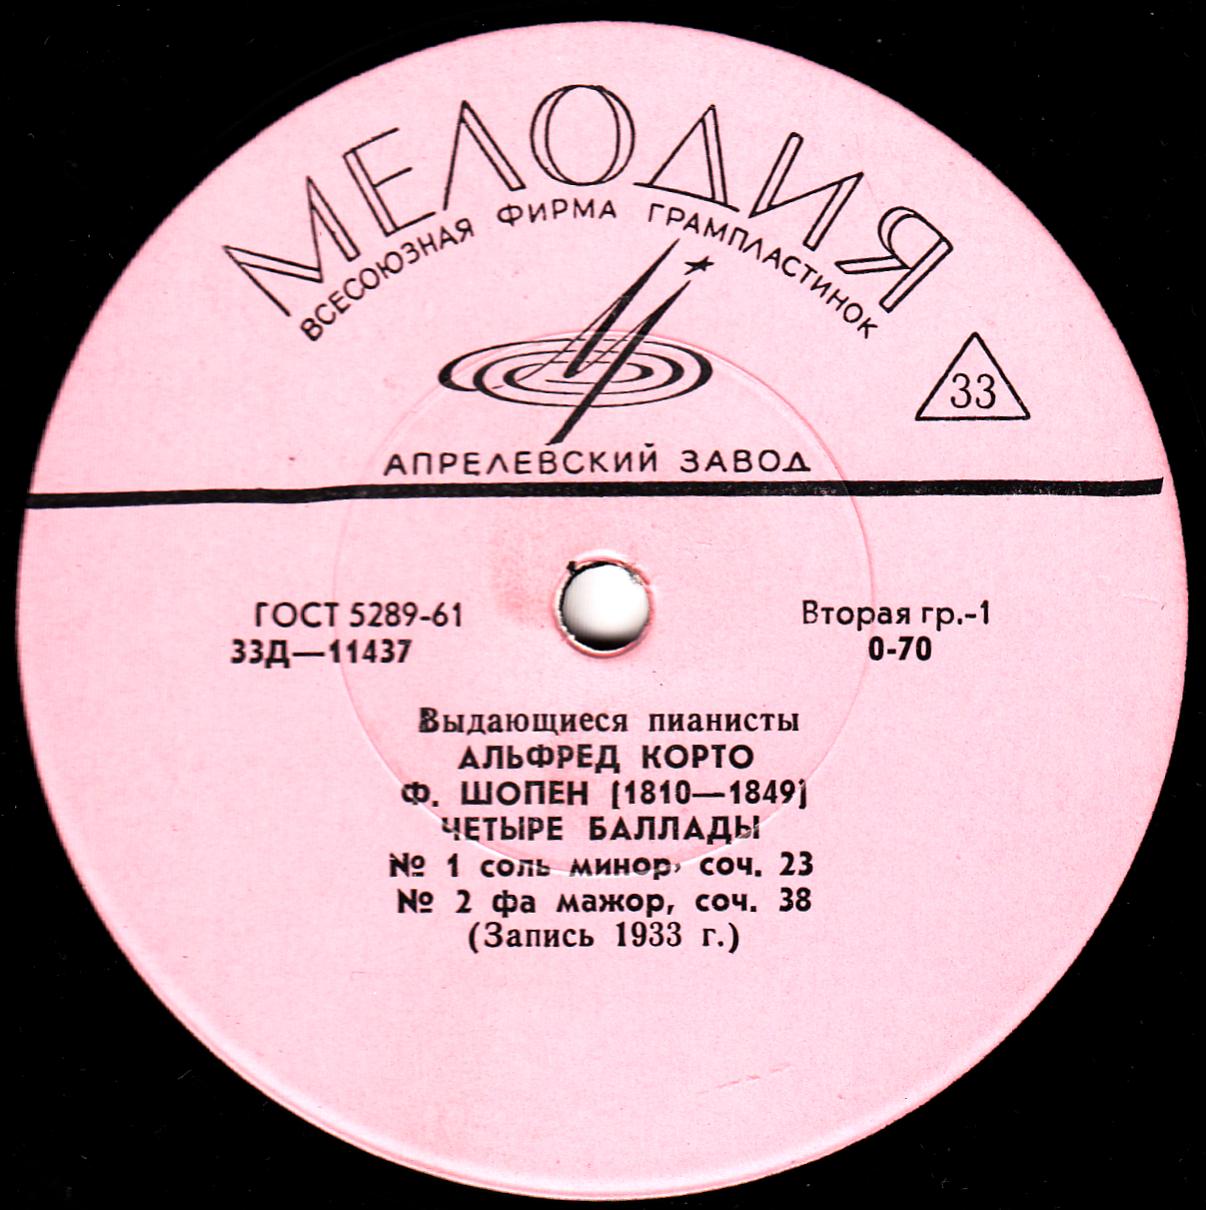 МЕЛОДИЯ
ВСЕСОЮЗНАЯ ФИРМА ГРАМПЛАСТИНОК
33
АПРЕЛЕВСКИЙ ЗАВОД
ГОСТ 5289-61
Вторая гр.-1
33Д—11437
0-70
Выдающиеся пианисты
АЛЬФРЕД КОРТО
Ф. ШОПЕН [1810—1849]
ЧЕТЫРЕ БАЛЛАДЫ
№ 1 соль минор, соч. 23
№ 2 фа мажор, соч. 38
(Запись 1933 г.)